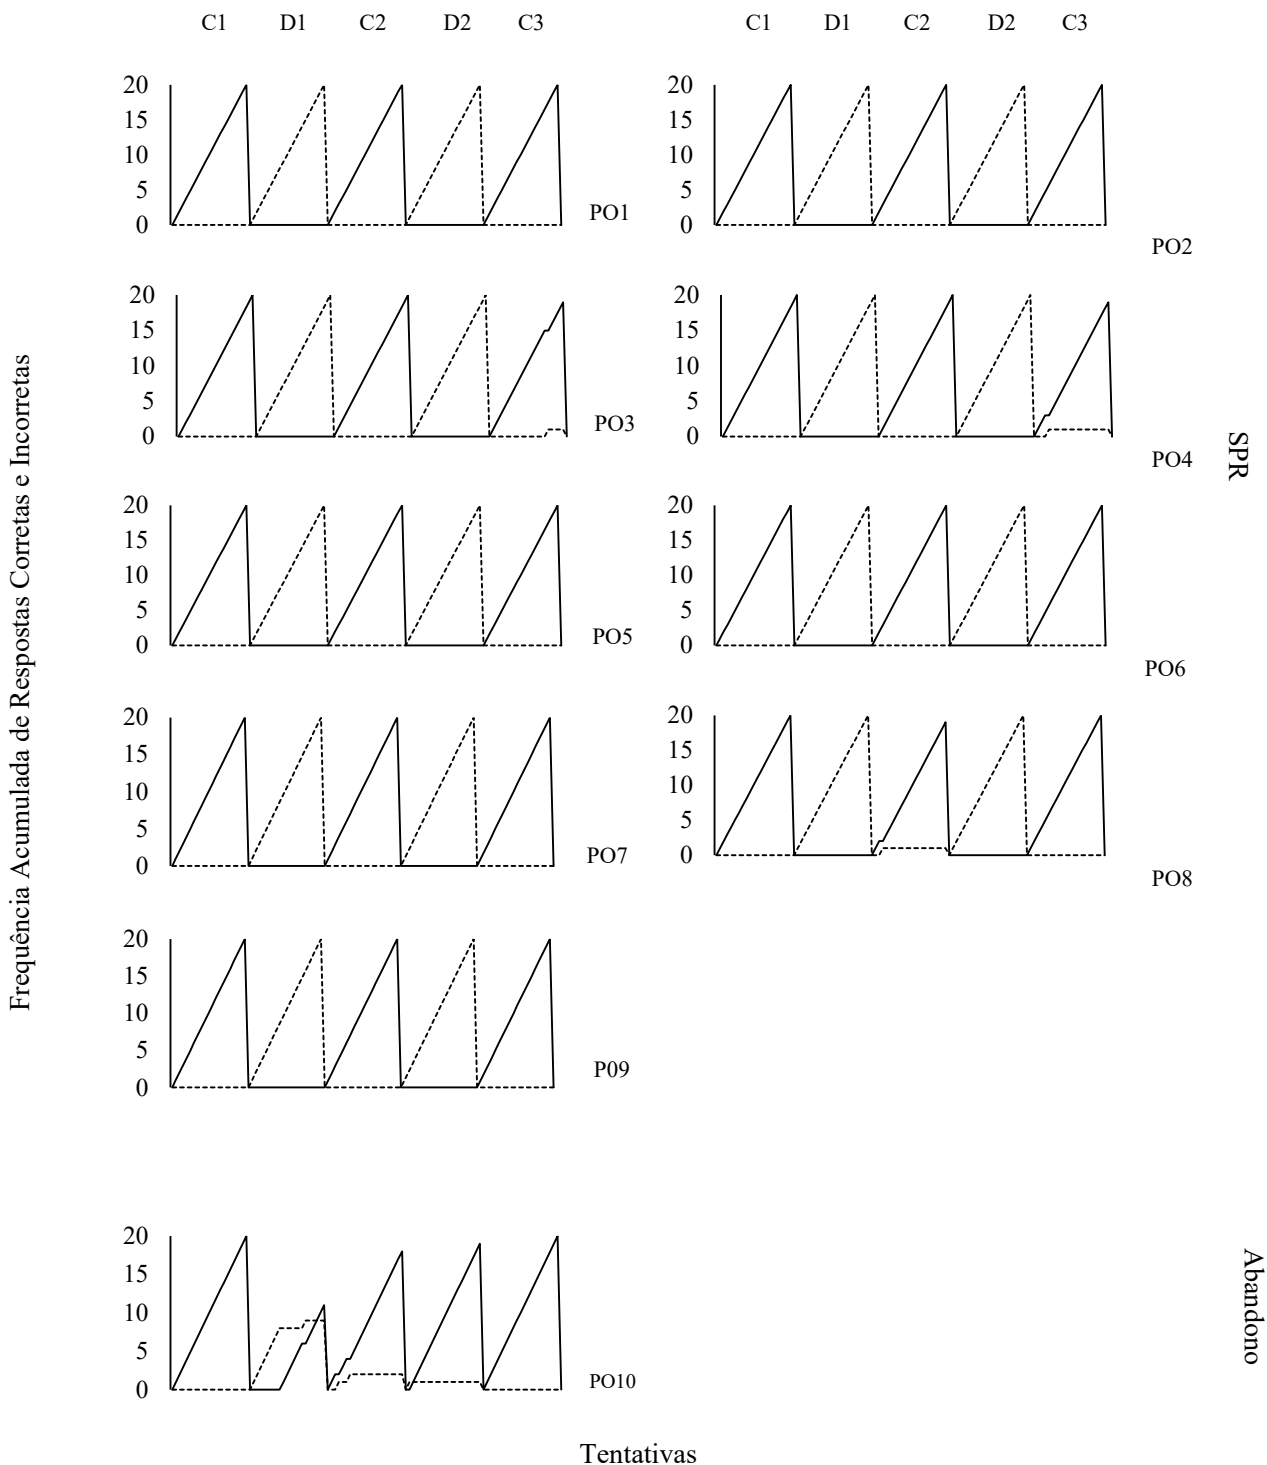 C1 D1 C2 D2 C3 C1 D1 C2 D2 C3
Frequência Acumulada de Respostas Corretas e Incorretas
20 20
15 15
10 10
5 5
0 0
PO1
PO2
20 20
15 15
10 10
5 5
0 0
PO3
PO4
SPR
20 20
15 15
10 10
5 5
0 0
PO5
PO6
20 20
15 15
10 10
5 5
0 0
PO7
PO8
20
15
10
5
0
P09
20
15
10
5
0
PO10
Abandono
Tentativas